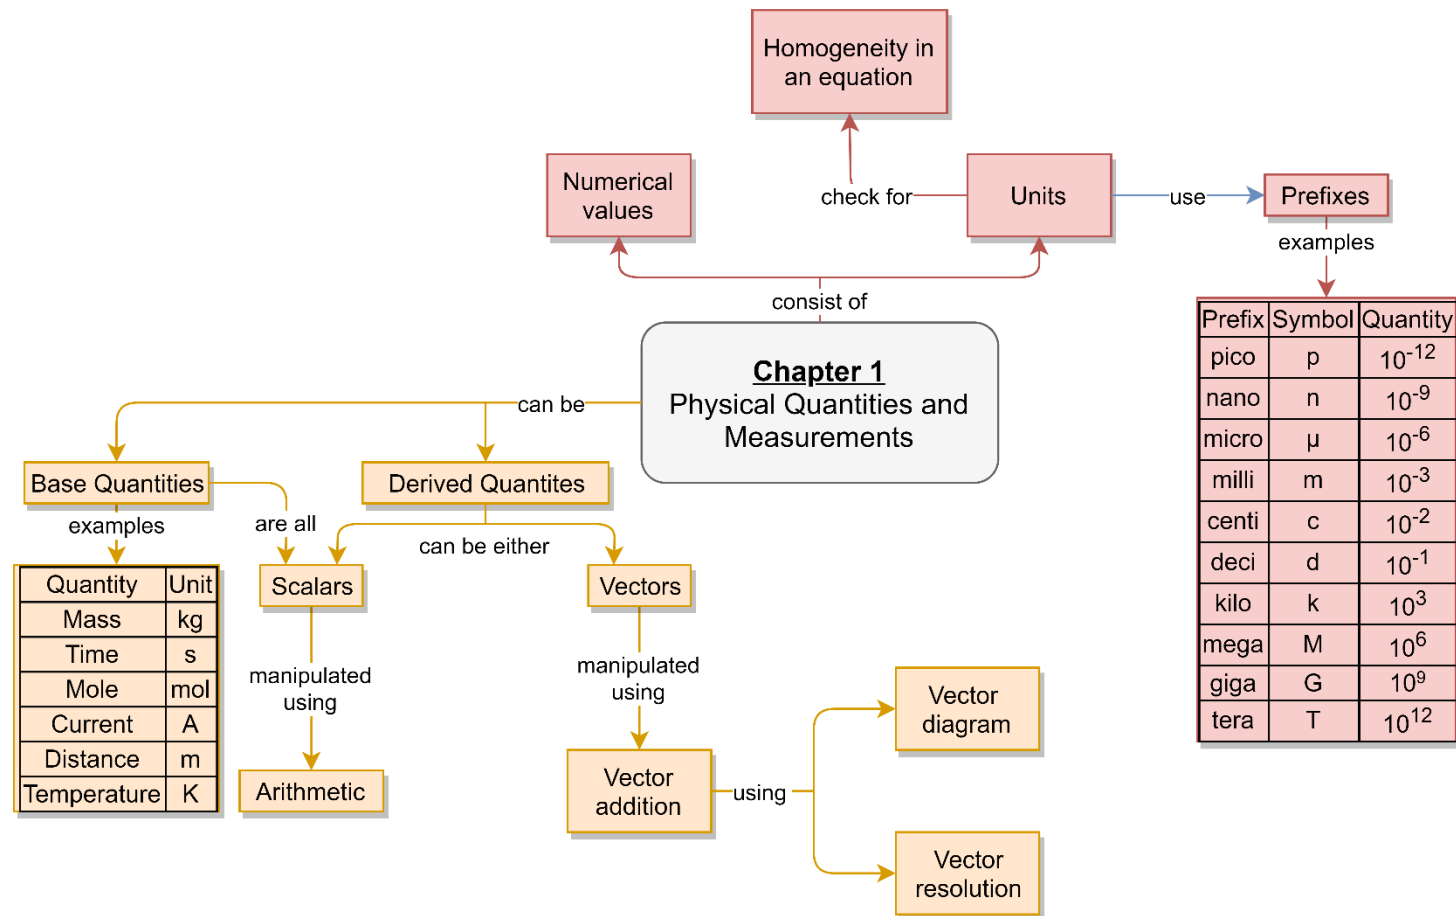 Homogeneity in
an equation
Numerical
values
check for
Units
use
Prefixes
examples
consist of
Prefix Symbol Quantity
pico p 10-12
nano n 10-9
micro µ 10-6
milli m 10-3
centi c 10-2
deci d 10-1
kilo k 103
mega M 106
giga G 109
tera T 1012
Chapter 1
Physical Quantities and
Measurements
can be
Base Quantities
Derived Quantites
examples
are all
can be either
Quantity Unit
Mass kg
Time s
Mole mol
Current A
Distance m
Temperature K
Scalars
Vectors
manipulated
using
manipulated
using
Arithmetic
Vector
addition
using
Vector
diagram
Vector
resolution